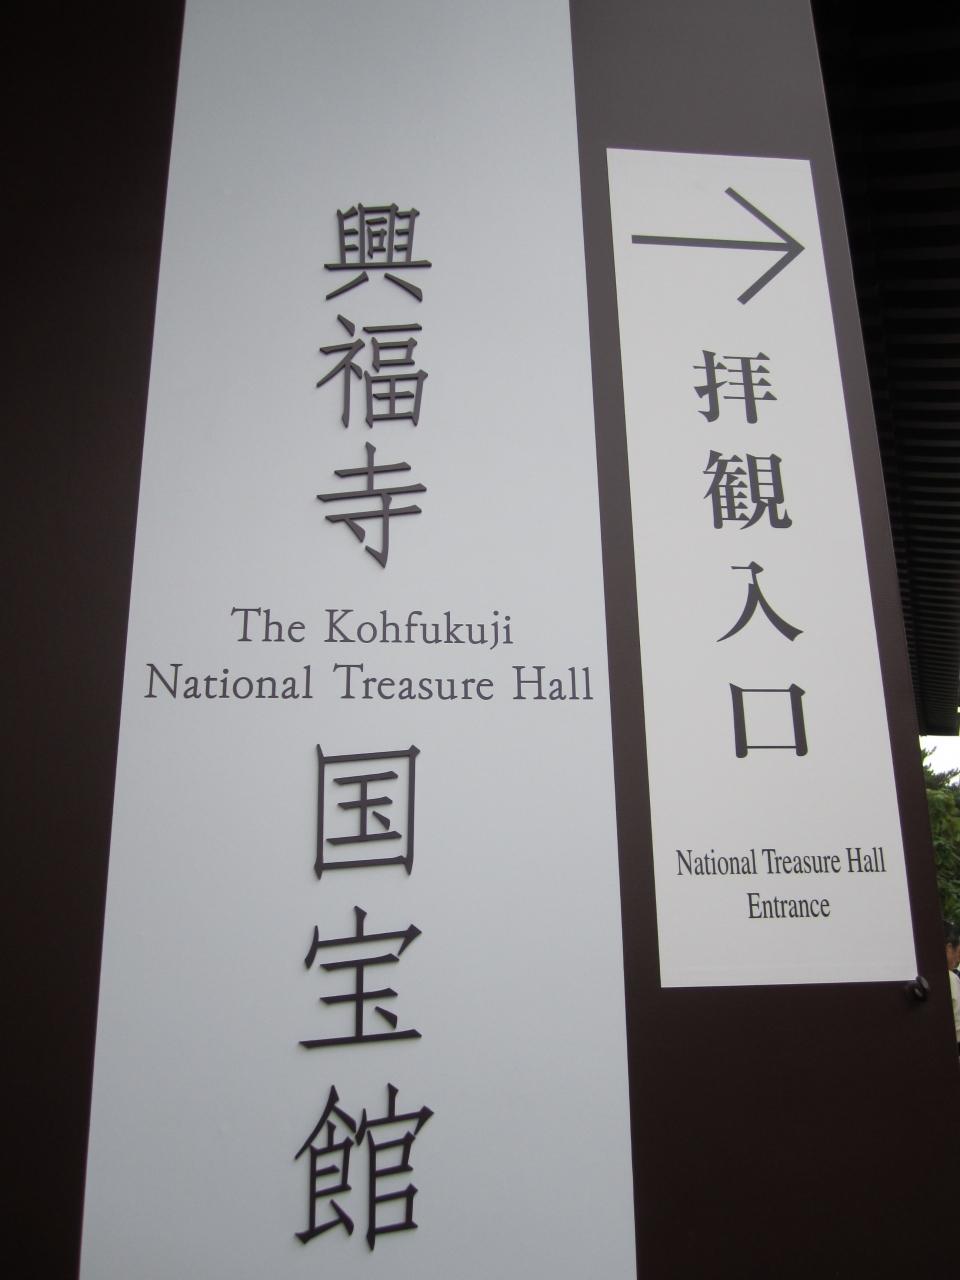 興福寺
The Kohfukuji
National Treasure Hall
国宝館
拝観入口
National Treasure Hall
Entrance